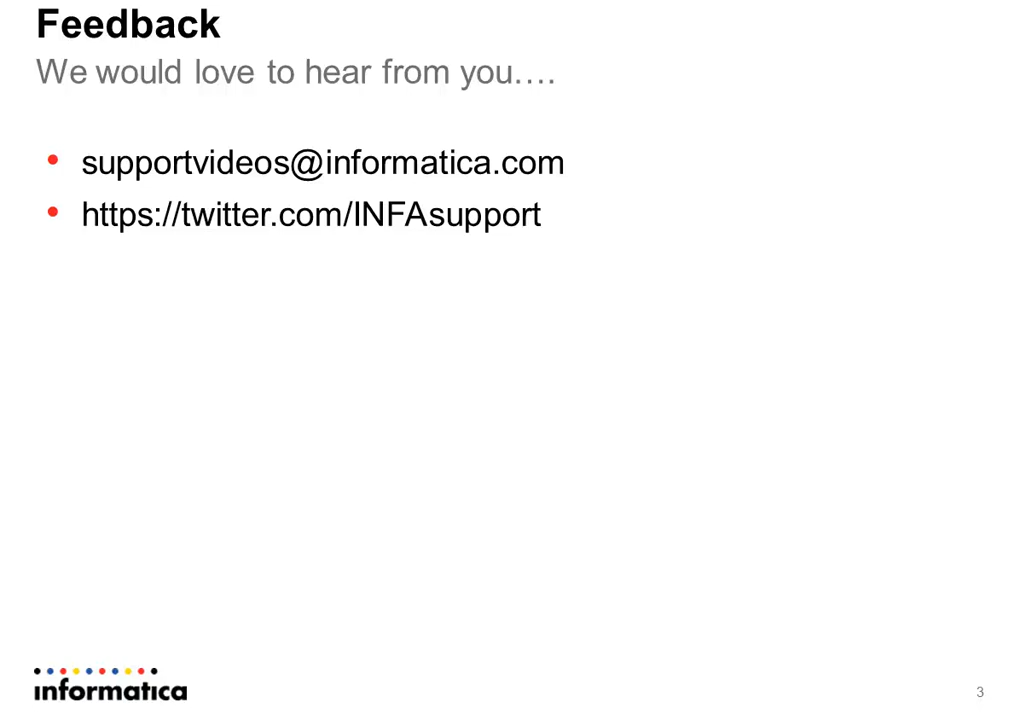 Feedback
We would love to hear from you….
• supportvideos@informatica.com
• https://twitter.com/INFAsupport
informatica
3